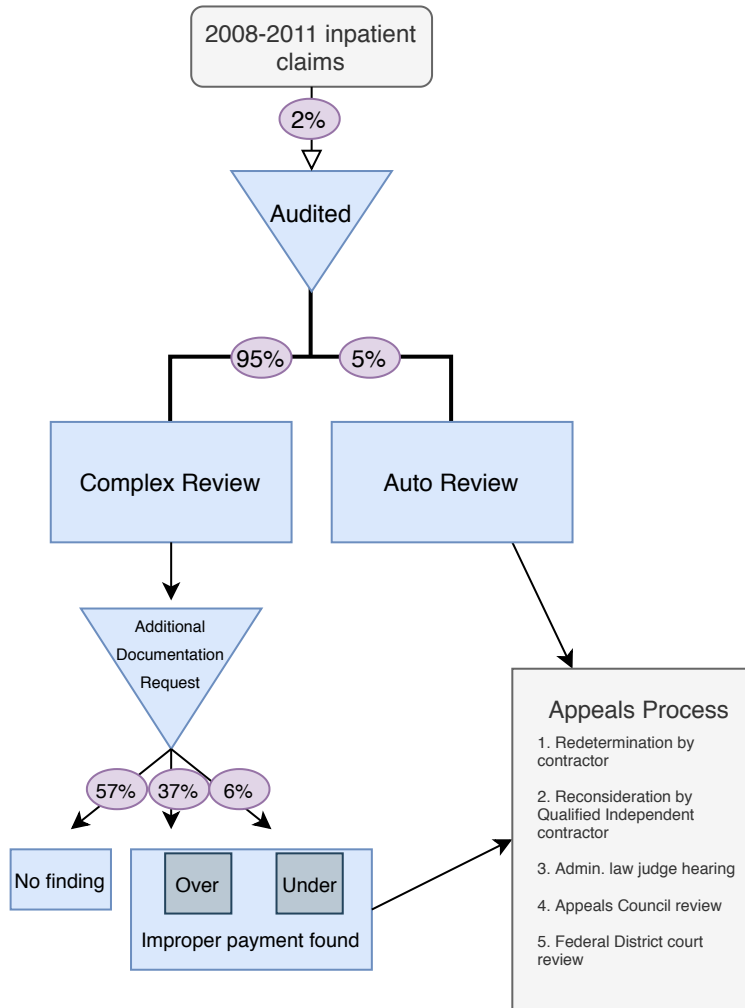 2008-2011 inpatient
claims
2%
Audited
95%
5%
Complex Review
Auto Review
Additional
Documentation
Request
57%
37%
6%
No finding
Over
Under
Improper payment found
Appeals Process
1. Redetermination by
contractor
2. Reconsideration by
Qualified Independent
contractor
3. Admin. law judge hearing
4. Appeals Council review
5. Federal District court
review